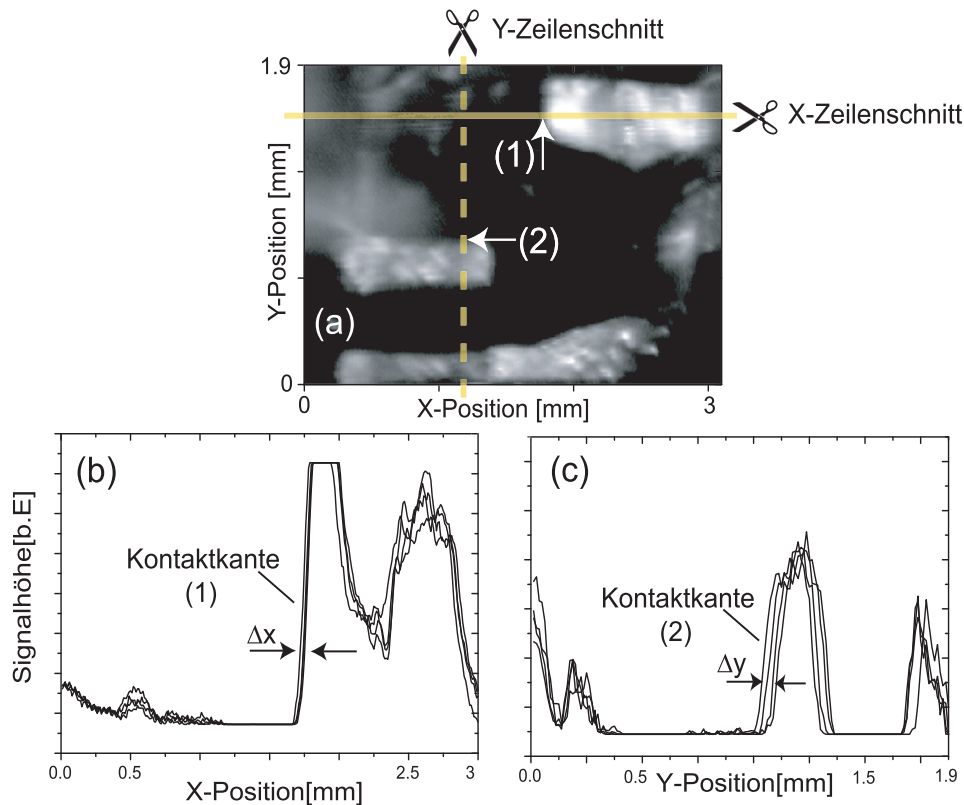 Y-Zeilenschnitt
1.9
X-Zeilenschnitt
(1)
(2)
Y-Position [mm]
(a)
0
0
X-Position [mm]
3
(b)
Signalhöhe[b.E]
Kontaktkante
(1)
Δx
0.0
0.5
2.5
3
X-Position[mm]
(c)
Kontaktkante
(2)
Δy
0.0
0.5
1.5
1.9
Y-Position[mm]